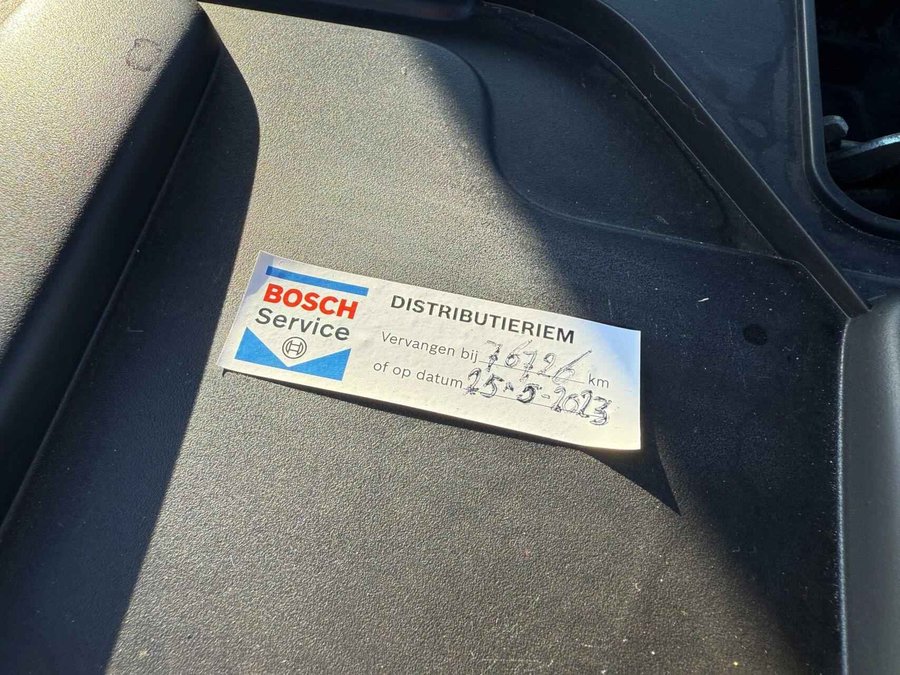 BOSCH
Service
DISTRIBUTIERIEM
Vervangen bij 76726 km
of op datum 25-5-2023